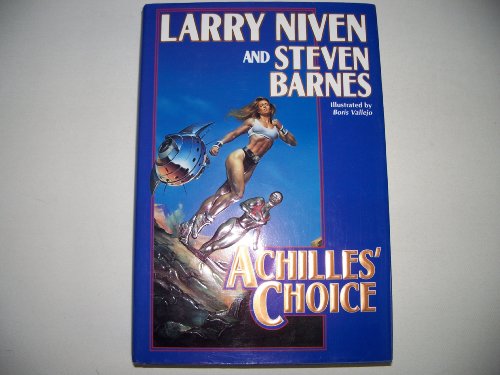 LARRY NIVEN
AND STEVEN
BARNES
Illustrated by
Boris Vallejo
ACHILLES'
CHOICE